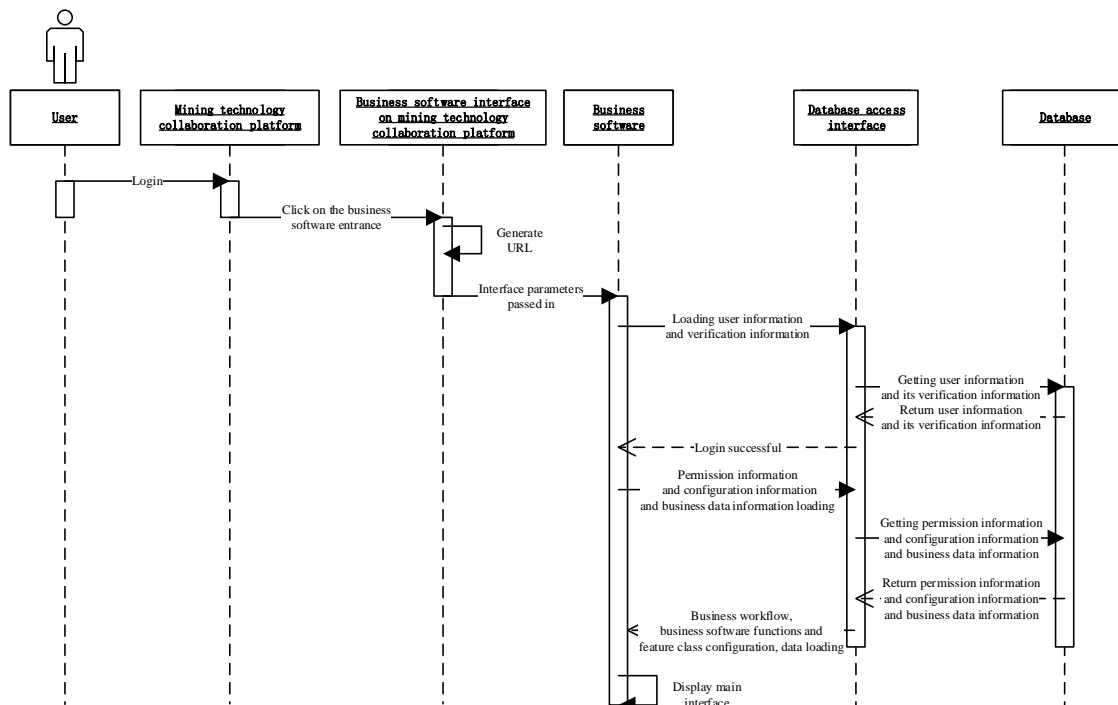 User
Mining technology
collaboration platform
Business software interface
on mining technology
collaboration platform
Business
software
Database access
interface
Database
Login
Click on the business
software entrance
Generate
URL
Interface parameters
passed in
Loading user information
and verification information
Getting user information
and its verification information
Return user information
and its verification information
Login successful
Permission information
and configuration information
and business data information loading
Getting permission information
and configuration information
and business data information
Return permission information
and configuration information
and business data information
Business workflow,
business software functions and
feature class configuration, data loading
Display main
interface